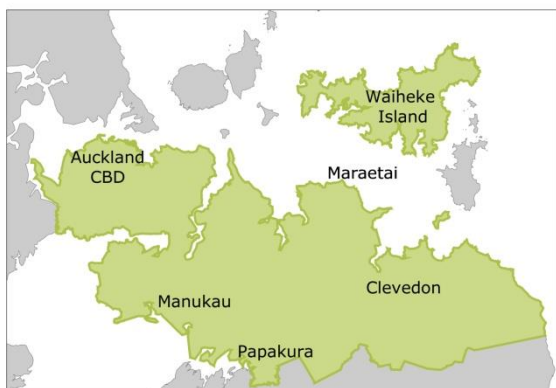 Waiheke
Island
Auckland
CBD
Maraetai
Clevedon
Manukau
Papakura